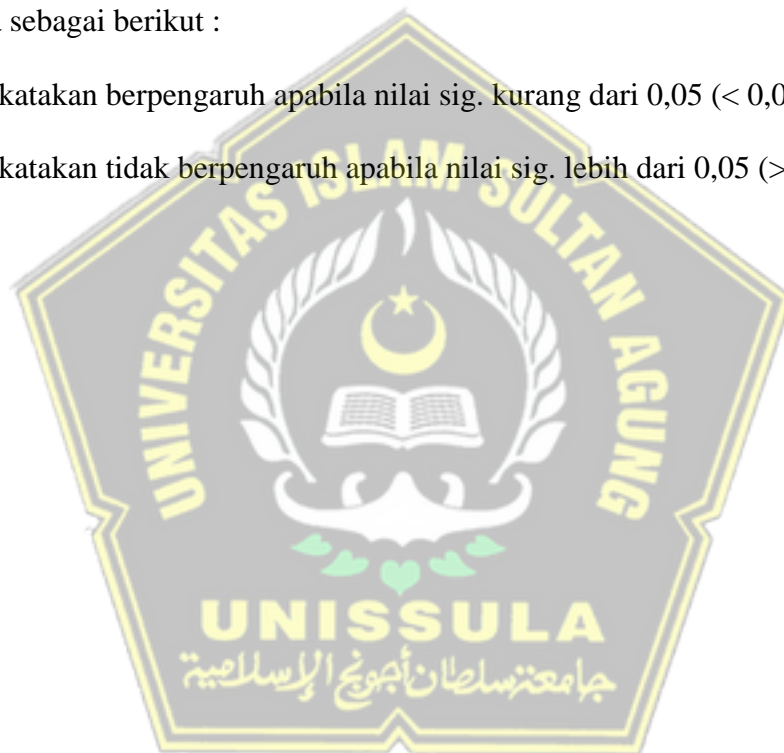 sebagai berikut :
katakan berpengaruh apabila nilai sig. kurang dari 0,05 (< 0,0
katakan tidak berpengaruh apabila nilai sig. lebih dari 0,05 (>
UNIVERSITAS ISLAM SULTAN AGUNG
UNISSULA
جامعة سلطان أجونج الإسلامية